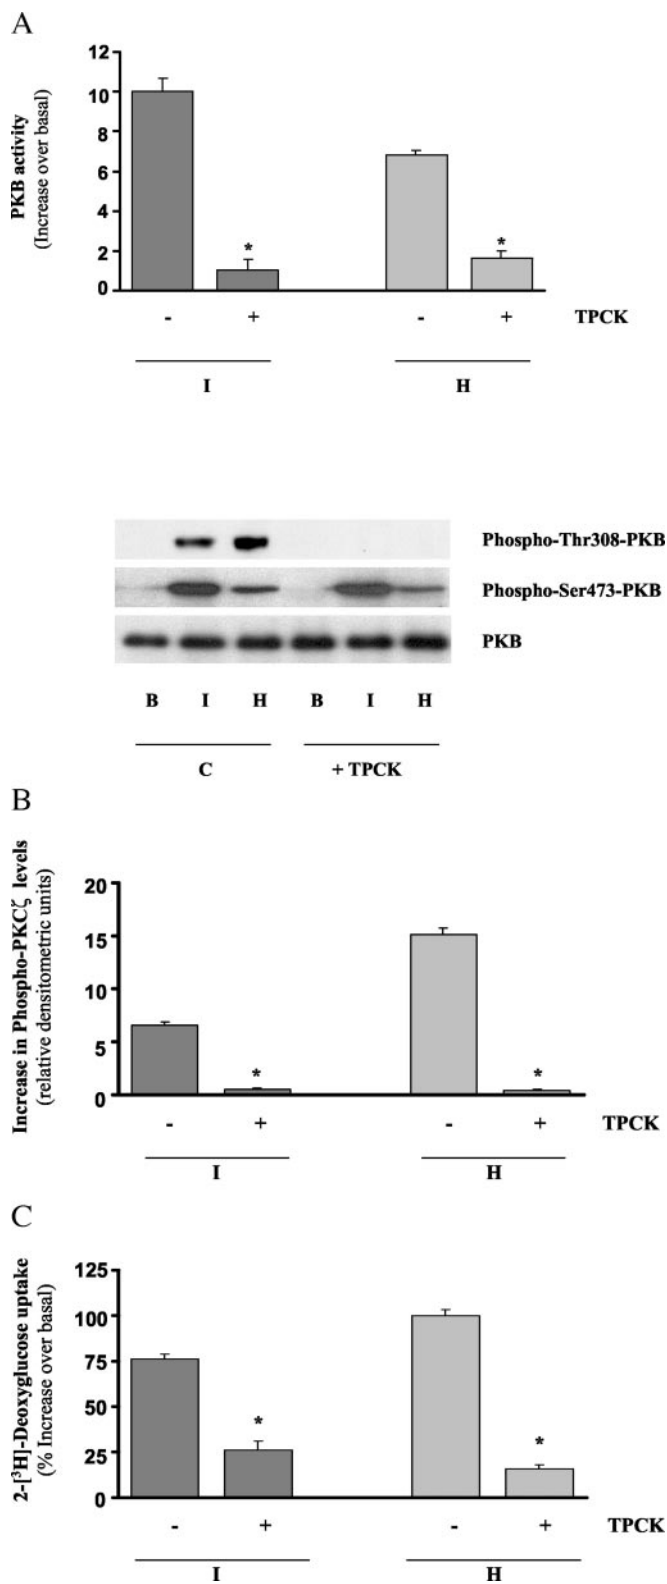 A
PKB activity
(Increase over basal)
12
10
8
6
4
2
0
*
*
- + - + TPCK
I H
Phospho-Thr308-PKB
Phospho-Ser473-PKB
PKB
B I H B I H
C + TPCK
B
Increase in Phospho-PKCζ levels
(relative densitometric units)
20
15
10
5
0
* *
- + - + TPCK
I H
C
2-[³H]-Deoxyglucose uptake
(% Increase over basal)
125
100
75
50
25
0
*
*
- + - + TPCK
I H